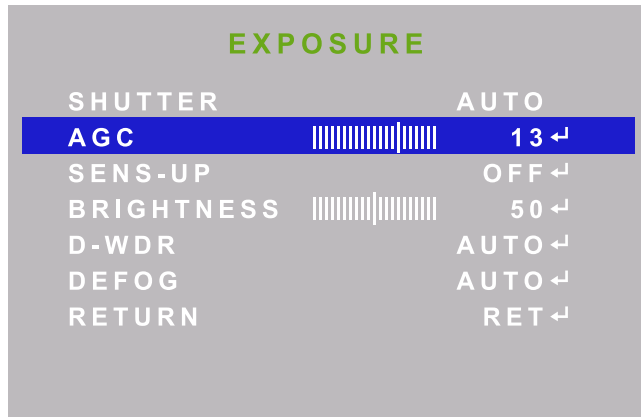 EXPOSURE
SHUTTER AUTO
AGC 13↵
SENS-UP OFF↵
BRIGHTNESS 50↵
D-WDR AUTO↵
DEFOG AUTO↵
RETURN RET↵